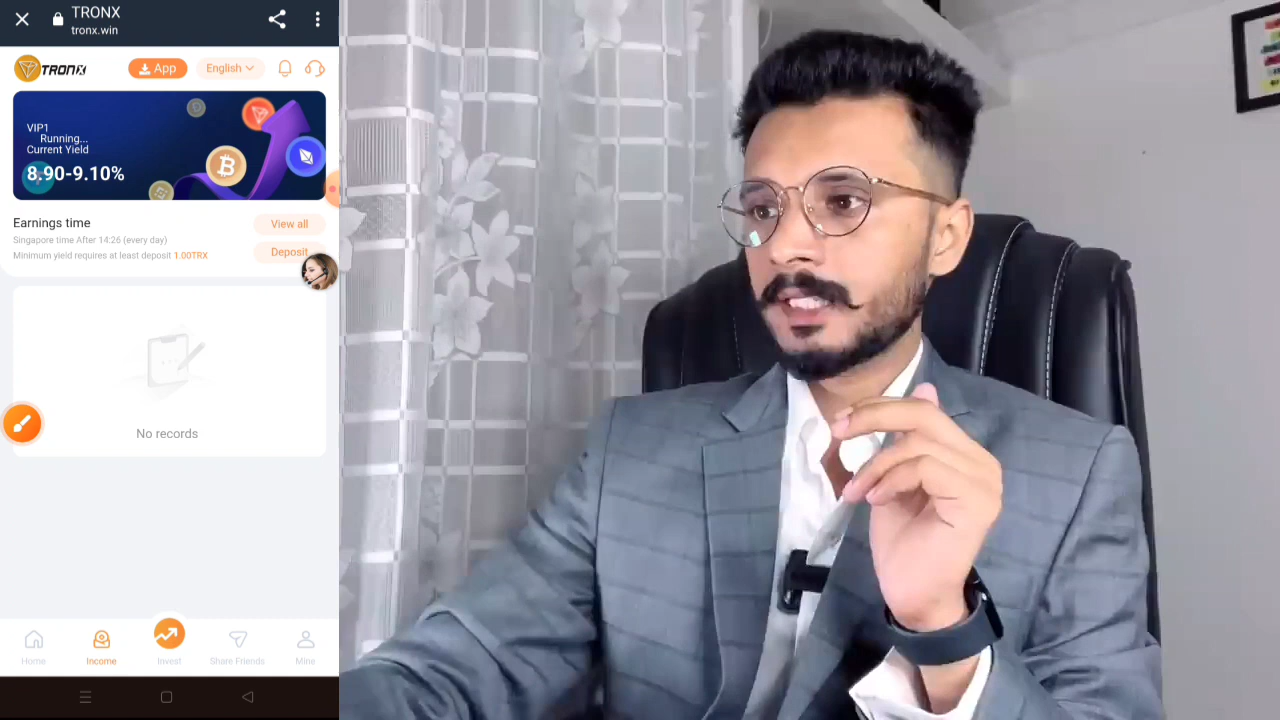 TRONX
tronx.win
TRONX
App
English
VIP1
Running...
Current Yield
8.90-9.10%
Earnings time
View all
Singapore time After 14:26 (every day)
Minimum yield requires at least deposit 1.00TRX
Deposit
No records
Home
Income
Invest
Share Friends
Mine